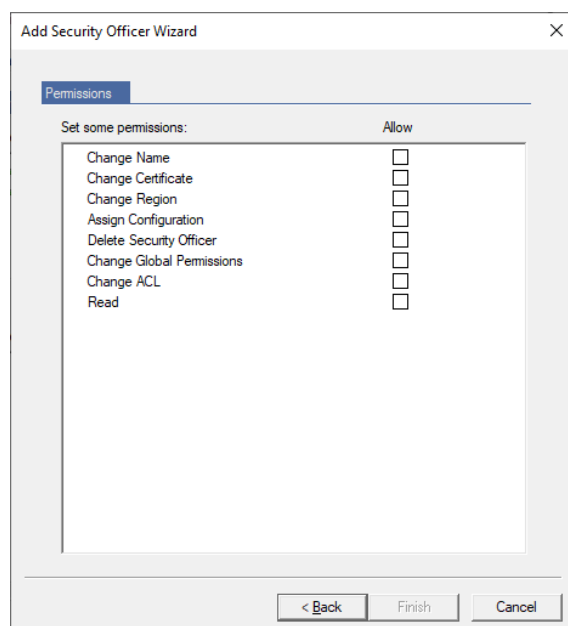 Add Security Officer Wizard
Permissions
Set some permissions: Allow
Change Name
Change Certificate
Change Region
Assign Configuration
Delete Security Officer
Change Global Permissions
Change ACL
Read
< Back Finish Cancel